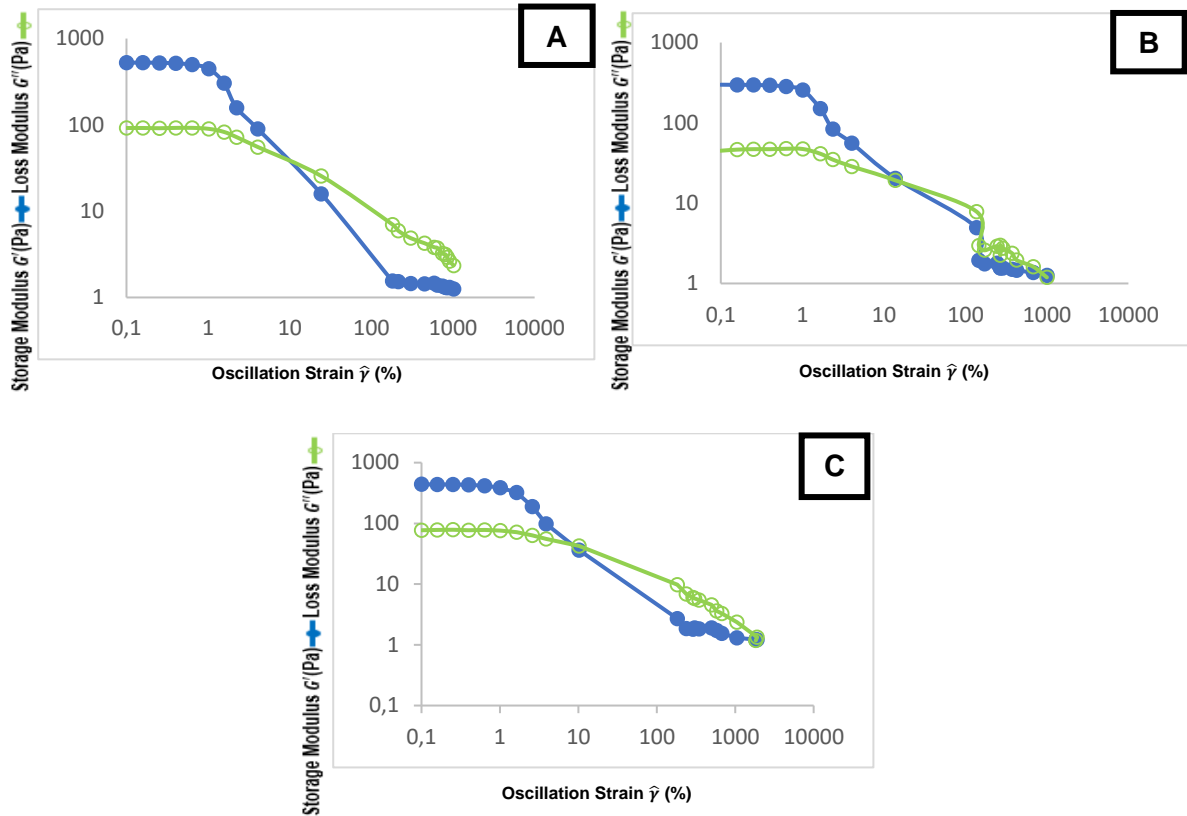 A
Storage Modulus G'(Pa) Loss Modulus G''(Pa)
1000
100
10
1
0,1 1 10 100 1000 10000
Oscillation Strain γ̂ (%)
B
Storage Modulus G'(Pa) Loss Modulus G''(Pa)
1000
100
10
1
0,1 1 10 100 1000 10000
Oscillation Strain γ̂ (%)
C
Storage Modulus G'(Pa) Loss Modulus G''(Pa)
1000
100
10
1
0,1
0,1 1 10 100 1000 10000
Oscillation Strain γ̂ (%)